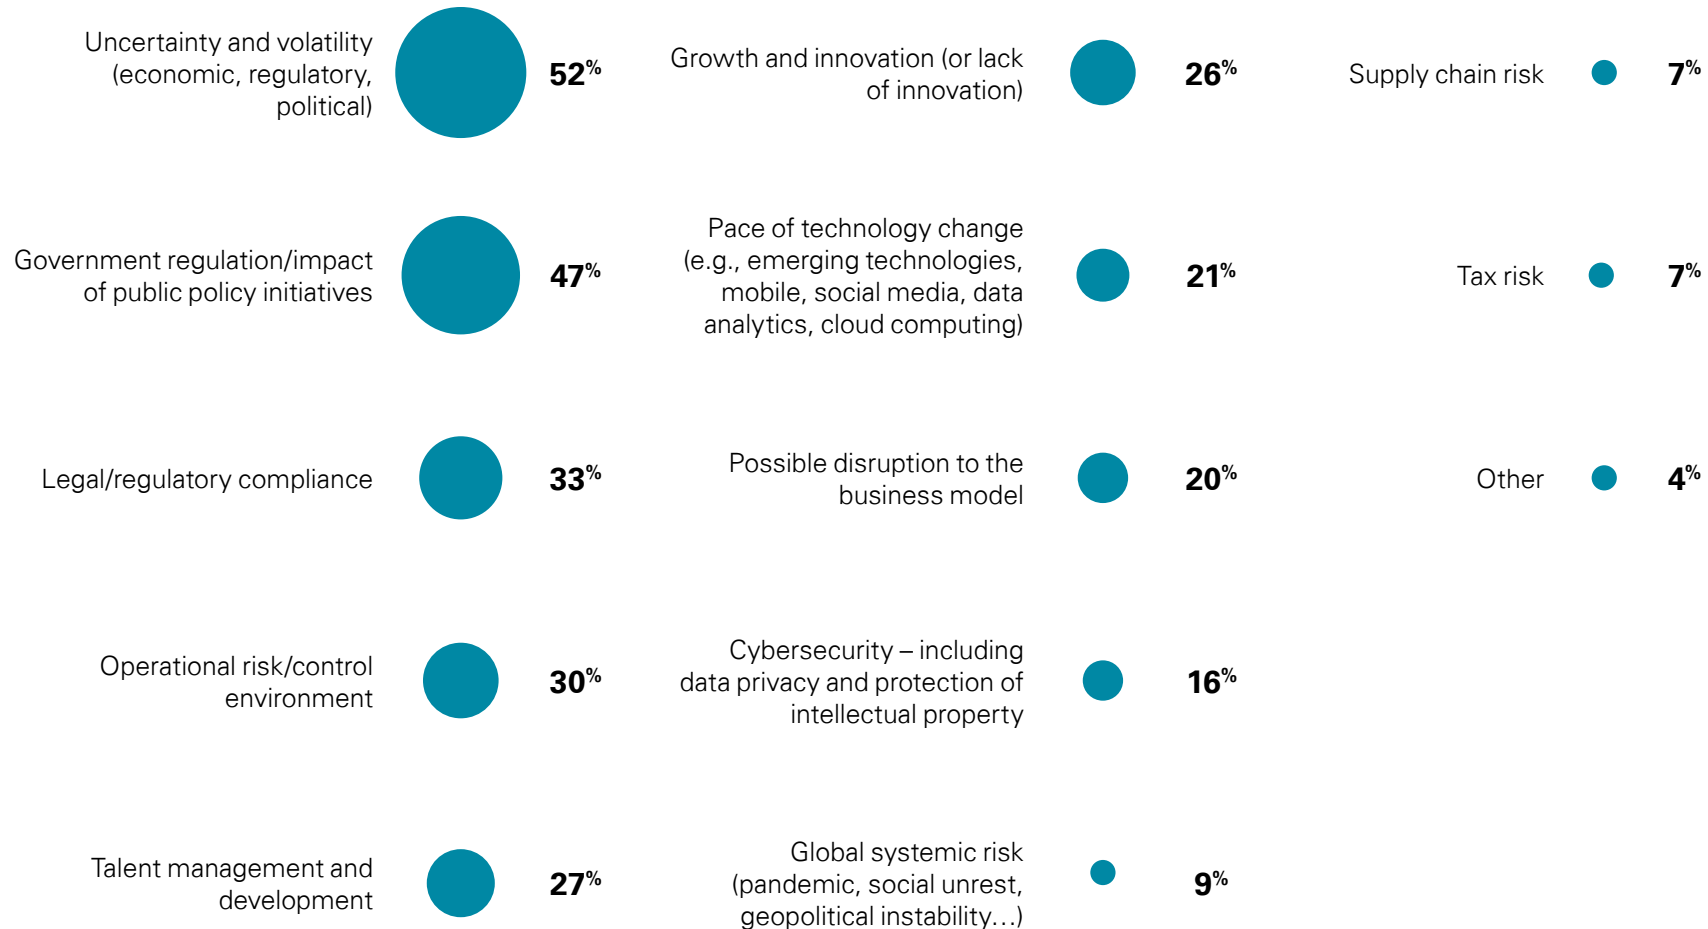 Uncertainty and volatility
(economic, regulatory,
political)
52%
Government regulation/impact
of public policy initiatives
47%
Legal/regulatory compliance
33%
Operational risk/control
environment
30%
Talent management and
development
27%
Growth and innovation (or lack
of innovation)
26%
Pace of technology change
(e.g., emerging technologies,
mobile, social media, data
analytics, cloud computing)
21%
Possible disruption to the
business model
20%
Cybersecurity – including
data privacy and protection of
intellectual property
16%
Global systemic risk
(pandemic, social unrest,
geopolitical instability…)
9%
Supply chain risk
7%
Tax risk
7%
Other
4%